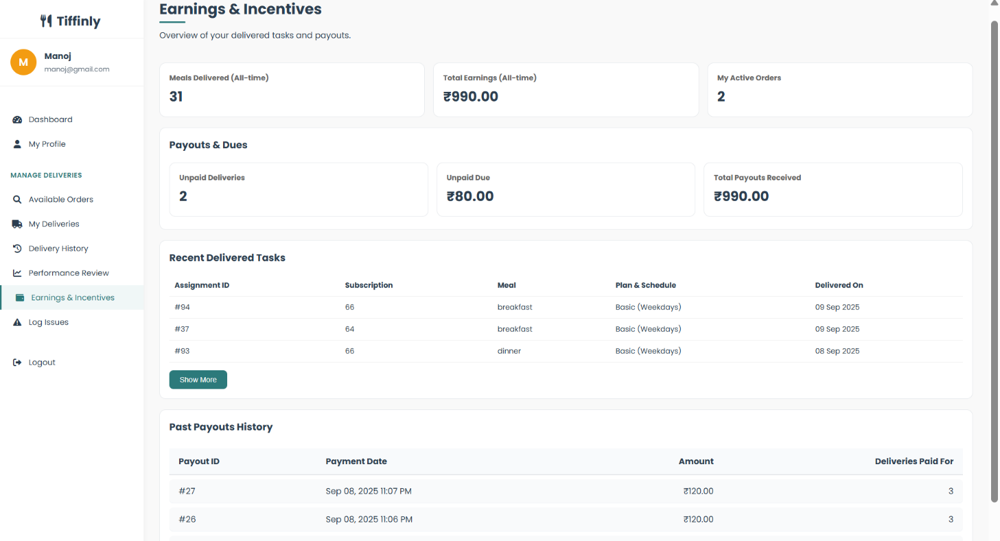 Tiffinly
M
Manoj
manoj@gmail.com
Dashboard
My Profile
MANAGE DELIVERIES
Available Orders
My Deliveries
Delivery History
Performance Review
Earnings & Incentives
Log Issues
Logout
Earnings & Incentives
Overview of your delivered tasks and payouts.
Meals Delivered (All-time)
31
Total Earnings (All-time)
₹990.00
My Active Orders
2
Payouts & Dues
Unpaid Deliveries
2
Unpaid Due
₹80.00
Total Payouts Received
₹990.00
Recent Delivered Tasks
Assignment ID Subscription Meal Plan & Schedule Delivered On
#94 66 breakfast Basic (Weekdays) 09 Sep 2025
#37 64 breakfast Basic (Weekdays) 09 Sep 2025
#93 66 dinner Basic (Weekdays) 08 Sep 2025
Show More
Past Payouts History
Payout ID Payment Date Amount Deliveries Paid For
#27 Sep 08, 2025 11:07 PM ₹120.00 3
#26 Sep 08, 2025 11:06 PM ₹120.00 3